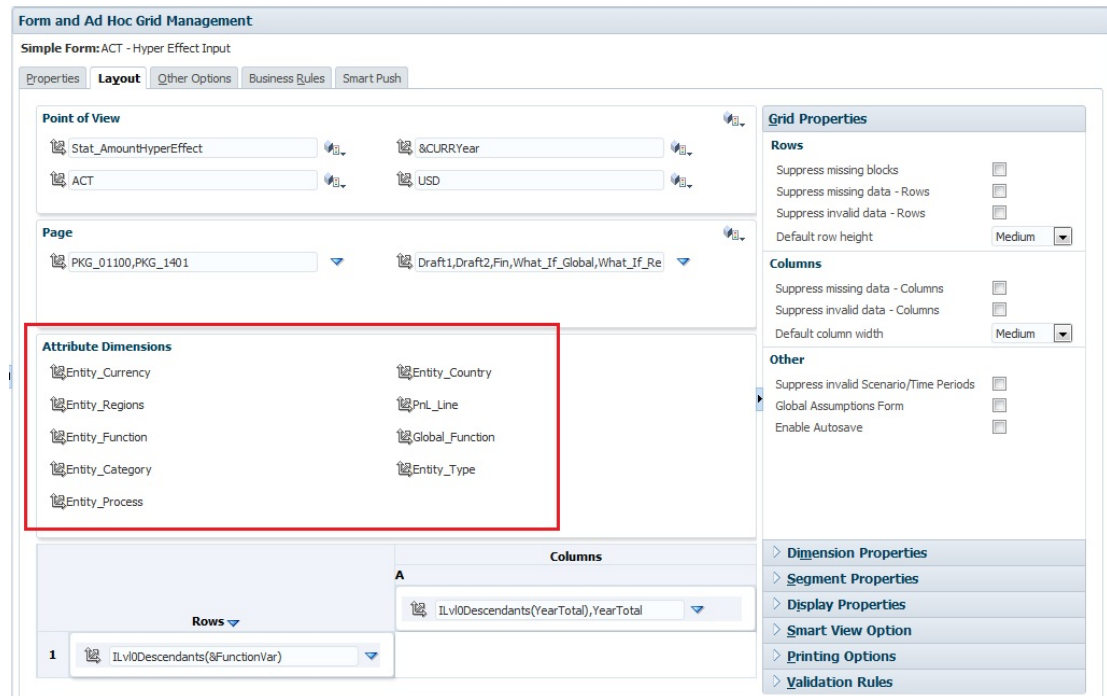 Form and Ad Hoc Grid Management
Simple Form: ACT - Hyper Effect Input
Properties Layout Other Options Business Rules Smart Push
Point of View
Stat_AmountHyperEffect &CURRYear
ACT USD
Page
PKG_01100,PKG_1401 Draft1,Draft2,Fin,What_If_Global,What_If_Re
Attribute Dimensions
Entity_Currency Entity_Country
Entity_Regions PnL_Line
Entity_Function Global_Function
Entity_Category Entity_Type
Entity_Process
Columns
A
ILvl0Descendants(YearTotal),YearTotal
Rows
1 ILvl0Descendants(&FunctionVar)
Grid Properties
Rows
Suppress missing blocks
Suppress missing data - Rows
Suppress invalid data - Rows
Default row height Medium
Columns
Suppress missing data - Columns
Suppress invalid data - Columns
Default column width Medium
Other
Suppress invalid Scenario/Time Periods
Global Assumptions Form
Enable Autosave
Dimension Properties
Segment Properties
Display Properties
Smart View Option
Printing Options
Validation Rules